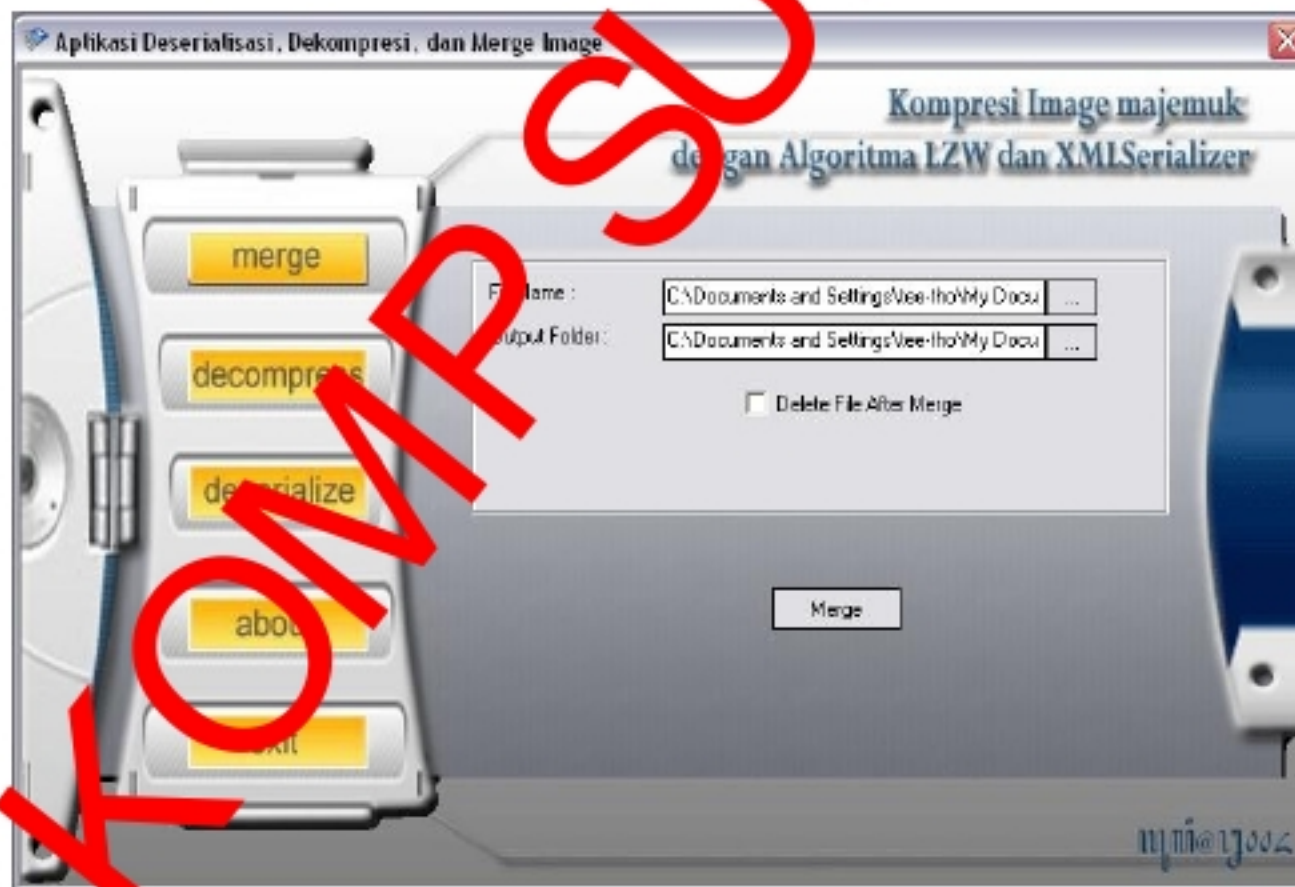 Aplikasi Deserialisasi, Dekompresi, dan Merge Image
Kompresi Image majemuk
dengan Algoritma LZW dan XMLSerializer
merge
decompress
deserialize
about
exit
File Name :
C:\Documents and Settings\vee-tho\My Docu
...
Output Folder :
C:\Documents and Settings\vee-tho\My Docu
...
Delete File After Merge
Merge
KOMP SU